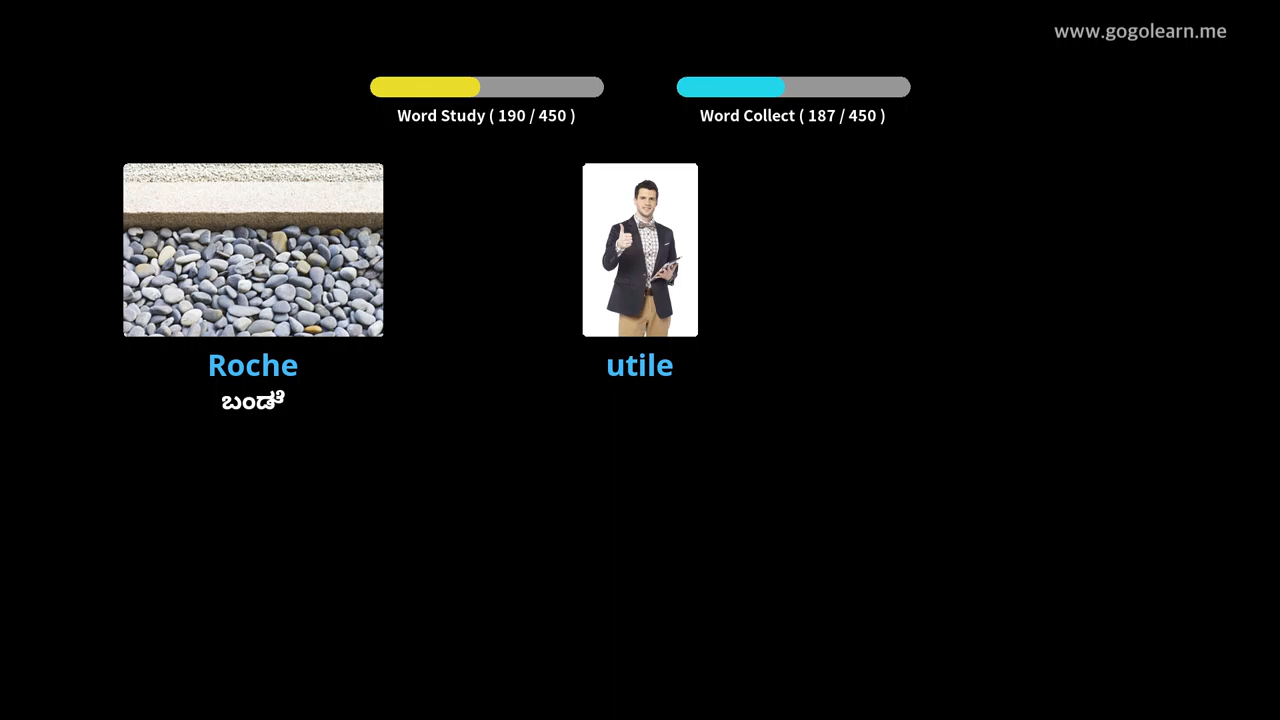 www.gogolearn.me
Word Study ( 190 / 450 )
Word Collect ( 187 / 450 )
Roche
ಬಂಡೆ
utile